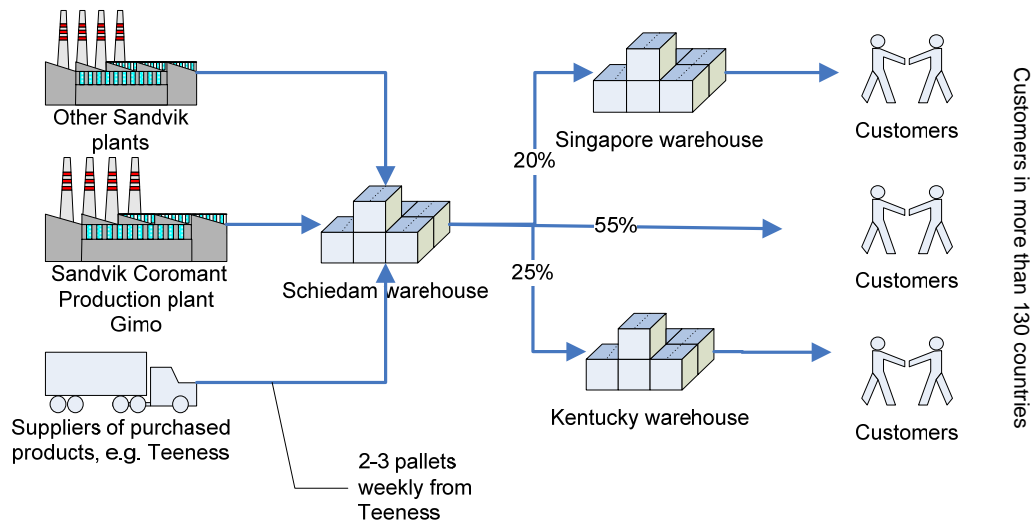 Other Sandvik
plants
Sandvik Coromant
Production plant
Gimo
Suppliers of purchased
products, e.g. Teeness
2-3 pallets
weekly from
Teeness
Schiedam warehouse
20%
55%
25%
Singapore warehouse
Kentucky warehouse
Customers
Customers
Customers
Customers in more than 130 countries